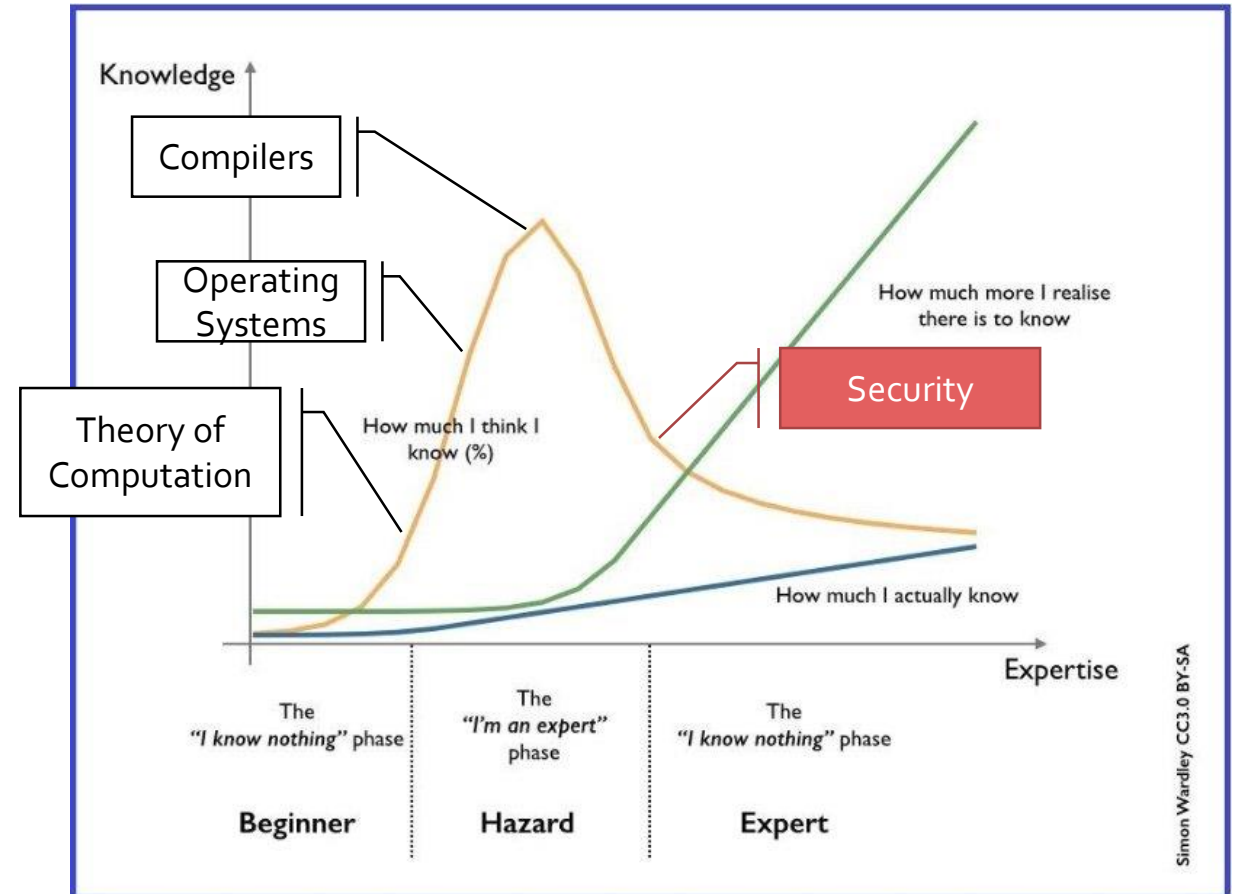 Knowledge
Compilers
Operating
Systems
How much more I realise
there is to know
Security
Theory of
Computation
How much I think I
know (%)
How much I actually know
Expertise
The
"I know nothing" phase
The
"I'm an expert"
phase
The
"I know nothing" phase
Beginner
Hazard
Expert
Simon Wardley CC3.0 BY-SA